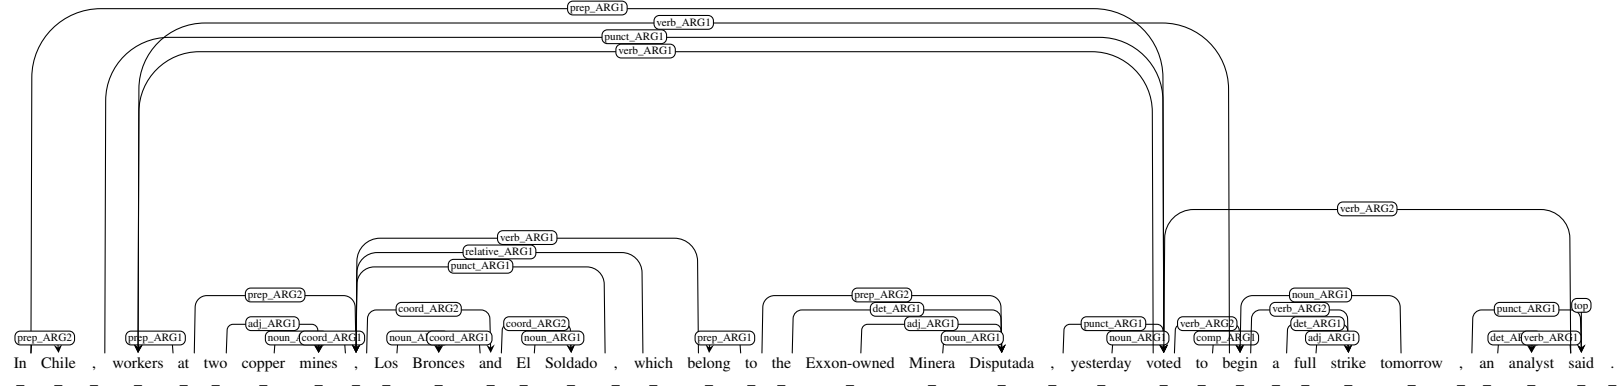 prep_ARG1
verb_ARG1
punct_ARG1
verb_ARG1
verb_ARG2
verb_ARG1
relative_ARG1
punct_ARG1
prep_ARG2 prep_ARG2 noun_ARG1
coord_ARG2 det_ARG1 verb_ARG2 punct_ARG1 top
adj_ARG1 coord_ARG2 adj_ARG1 punct_ARG1 verb_ARG2 det_ARG1
prep_ARG2 prep_ARG1 coord_ARG1 coord_ARG1 noun_ARG1 prep_ARG1 noun_ARG1 noun_ARG1 comp_ARG1 adj_ARG1 verb_ARG1
In Chile , workers at two copper mines , Los Bronces and El Soldado , which belong to the Exxon-owned Minera Disputada , yesterday voted to begin a full strike tomorrow , an analyst said .